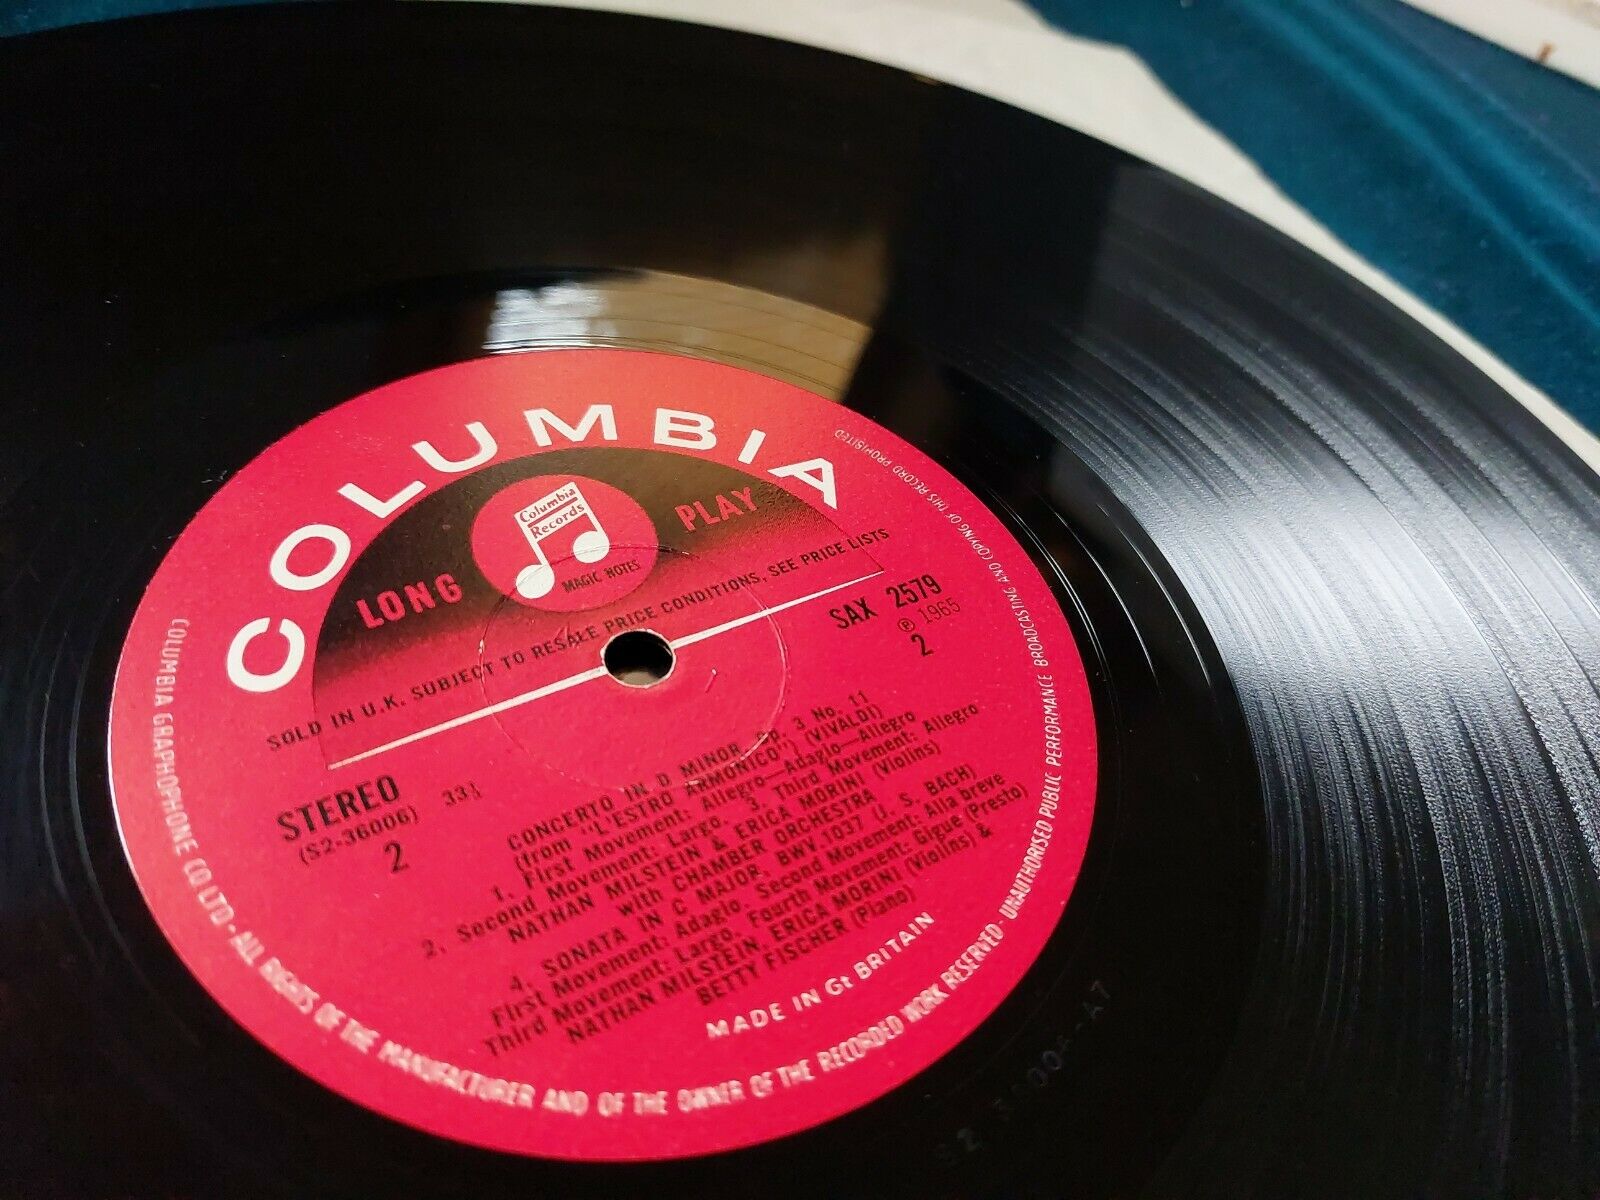 COLUMBIA
LONG PLAY
Columbia
Records
MAGIC NOTES
SOLD IN U.K. SUBJECT TO RESALE PRICE CONDITIONS, SEE PRICE LISTS
STEREO
(S2-36006)
33⅓
2
SAX 2579
℗ 1965
2
CONCERTO IN D MINOR, Op. 3 No. 11
(from "L'ESTRO ARMONICO") (VIVALDI)
1. First Movement: Allegro—Adagio—Allegro
2. Second Movement: Largo. 3. Third Movement: Allegro
NATHAN MILSTEIN & ERICA MORINI (Violins)
with CHAMBER ORCHESTRA
4. SONATA IN C MAJOR, BWV.1037 (J. S. BACH)
First Movement: Adagio. Second Movement: Alla breve
Third Movement: Largo. Fourth Movement: Gigue (Presto)
NATHAN MILSTEIN, ERICA MORINI (Violins) &
BETTY FISCHER (Piano)
MADE IN Gt BRITAIN
COLUMBIA GRAPHOPHONE CO LTD - ALL RIGHTS OF THE MANUFACTURER AND OF THE OWNER OF THE RECORDED WORK RESERVED - UNAUTHORISED PUBLIC PERFORMANCE BROADCASTING AND COPYING OF THIS RECORD PROHIBITED